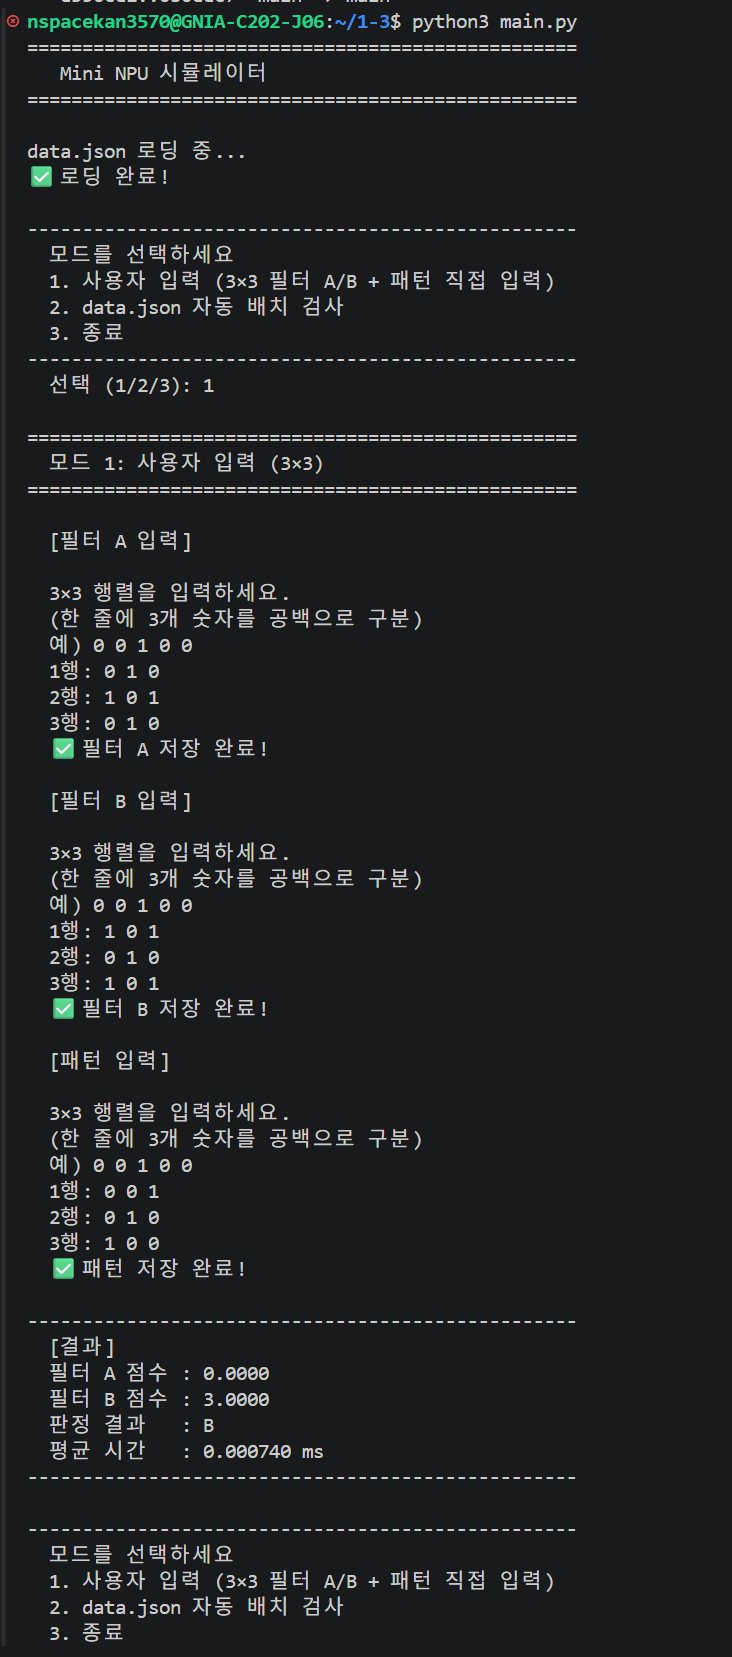 nspacekan3570@GNIA-C202-J06:~/1-3$ python3 main.py
==================================================
Mini NPU 시뮬레이터
==================================================
data.json 로딩 중...
✅ 로딩 완료!
--------------------------------------------------
모드를 선택하세요
1. 사용자 입력 (3×3 필터 A/B + 패턴 직접 입력)
2. data.json 자동 배치 검사
3. 종료
--------------------------------------------------
선택 (1/2/3): 1
==================================================
모드 1: 사용자 입력 (3×3)
==================================================
[필터 A 입력]
3×3 행렬을 입력하세요.
(한 줄에 3개 숫자를 공백으로 구분)
예) 0 0 1 0 0
1행: 0 1 0
2행: 1 0 1
3행: 0 1 0
✅ 필터 A 저장 완료!
[필터 B 입력]
3×3 행렬을 입력하세요.
(한 줄에 3개 숫자를 공백으로 구분)
예) 0 0 1 0 0
1행: 1 0 1
2행: 0 1 0
3행: 1 0 1
✅ 필터 B 저장 완료!
[패턴 입력]
3×3 행렬을 입력하세요.
(한 줄에 3개 숫자를 공백으로 구분)
예) 0 0 1 0 0
1행: 0 0 1
2행: 0 1 0
3행: 1 0 0
✅ 패턴 저장 완료!
--------------------------------------------------
[결과]
필터 A 점수 : 0.0000
필터 B 점수 : 3.0000
판정 결과 : B
평균 시간 : 0.000740 ms
--------------------------------------------------
--------------------------------------------------
모드를 선택하세요
1. 사용자 입력 (3×3 필터 A/B + 패턴 직접 입력)
2. data.json 자동 배치 검사
3. 종료